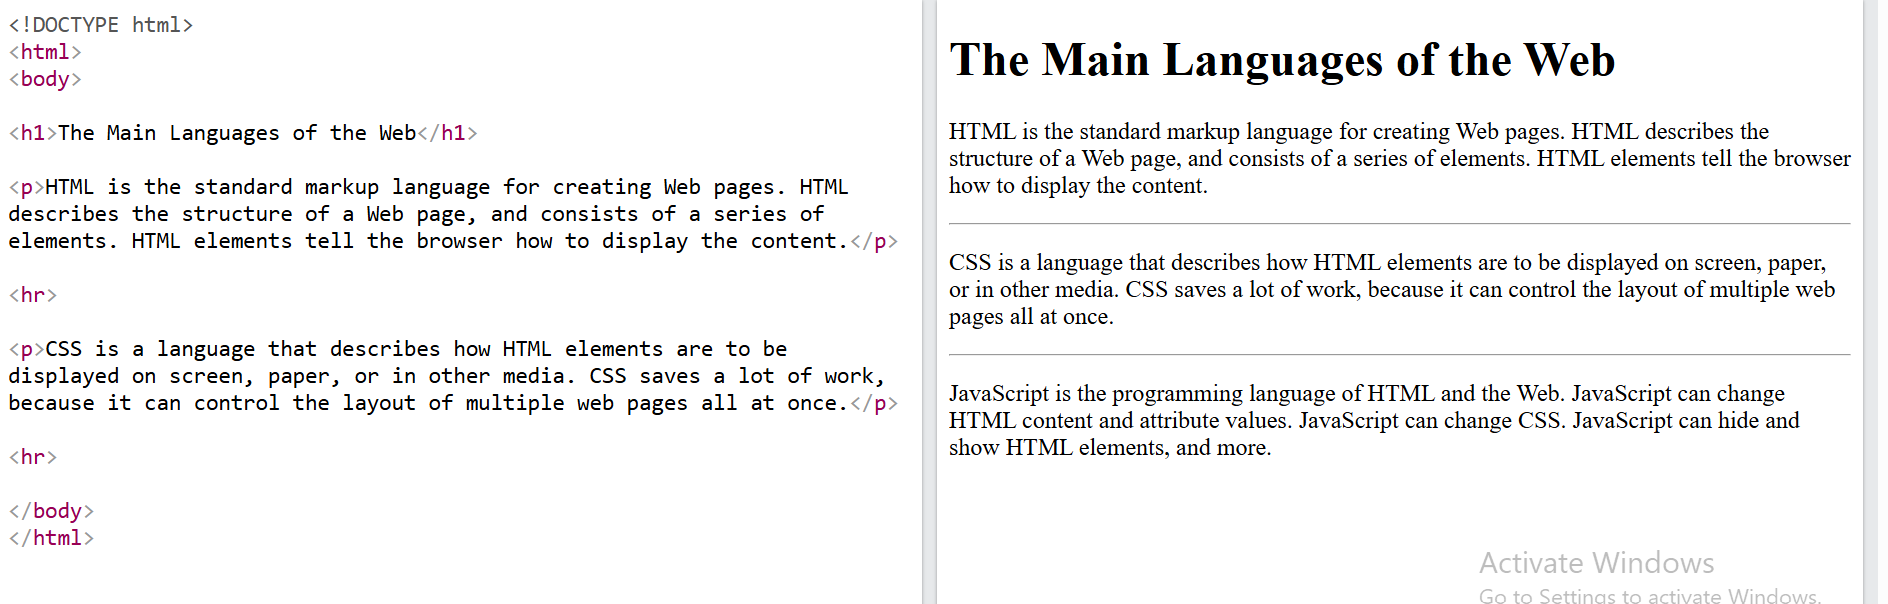 <!DOCTYPE html>
<html>
<body>
<h1>The Main Languages of the Web</h1>
<p>HTML is the standard markup language for creating Web pages. HTML
describes the structure of a Web page, and consists of a series of
elements. HTML elements tell the browser how to display the content.</p>
<hr>
<p>CSS is a language that describes how HTML elements are to be
displayed on screen, paper, or in other media. CSS saves a lot of work,
because it can control the layout of multiple web pages all at once.</p>
<hr>
</body>
</html>
The Main Languages of the Web
HTML is the standard markup language for creating Web pages. HTML describes the
structure of a Web page, and consists of a series of elements. HTML elements tell the browser
how to display the content.
CSS is a language that describes how HTML elements are to be displayed on screen, paper,
or in other media. CSS saves a lot of work, because it can control the layout of multiple web
pages all at once.
JavaScript is the programming language of HTML and the Web. JavaScript can change
HTML content and attribute values. JavaScript can change CSS. JavaScript can hide and
show HTML elements, and more.
Activate Windows
Go to Settings to activate Windows.